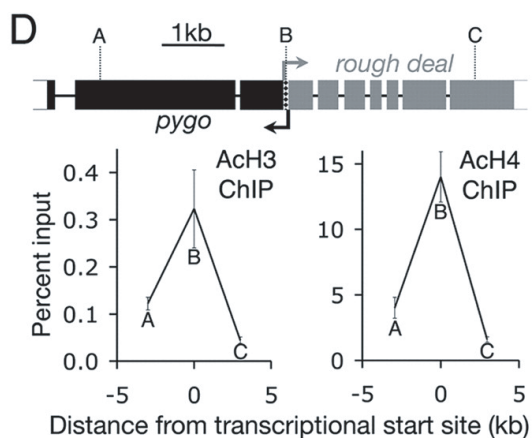 D
A 1kb B C
rough deal
pygo
AcH3
ChIP
Percent input
0.4
0.3
0.2
0.1
0.0
A
B
C
-5 0 5
AcH4
ChIP
15
10
5
0
A
B
C
-5 0 5
Distance from transcriptional start site (kb)